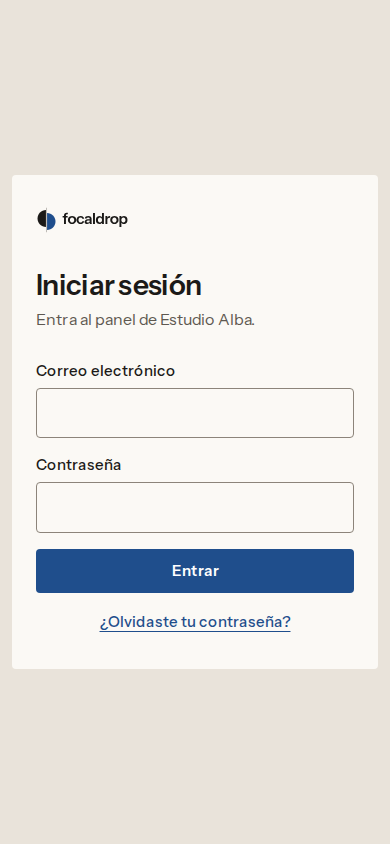 focaldrop
Iniciar sesión
Entra al panel de Estudio Alba.
Correo electrónico
Contraseña
Entrar
¿Olvidaste tu contraseña?